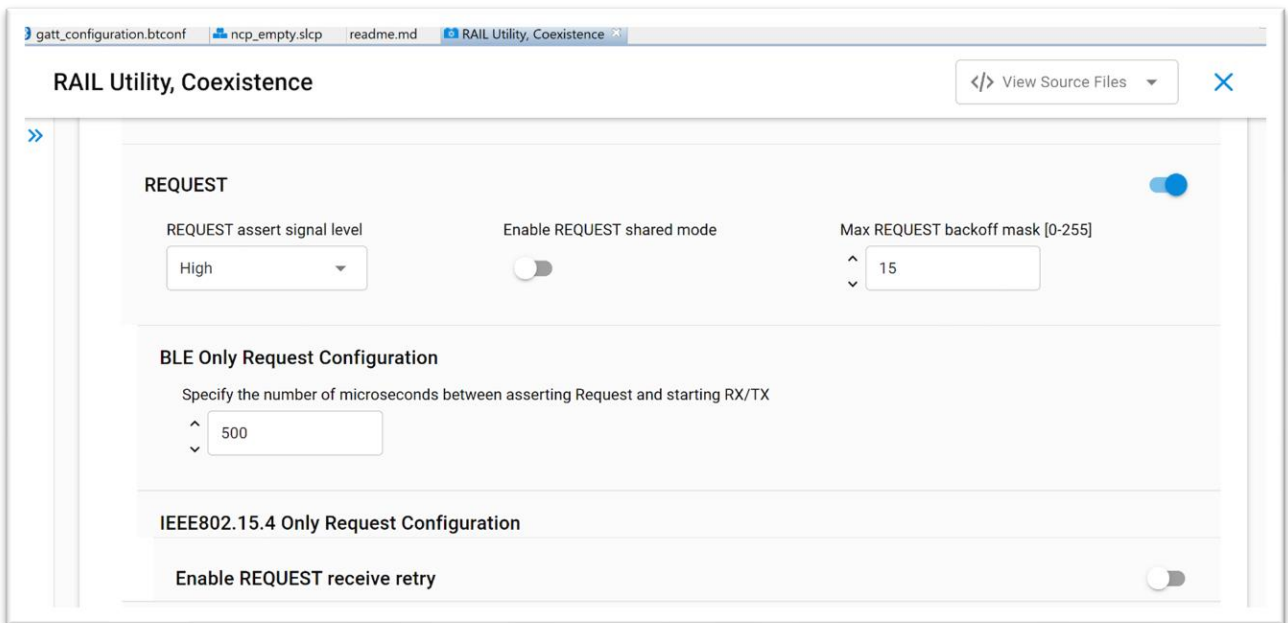 gatt_configuration.btconf ncp_empty.slcp readme.md RAIL Utility, Coexistence
RAIL Utility, Coexistence
</> View Source Files
REQUEST
REQUEST assert signal level Enable REQUEST shared mode Max REQUEST backoff mask [0-255]
High 15
BLE Only Request Configuration
Specify the number of microseconds between asserting Request and starting RX/TX
500
IEEE802.15.4 Only Request Configuration
Enable REQUEST receive retry